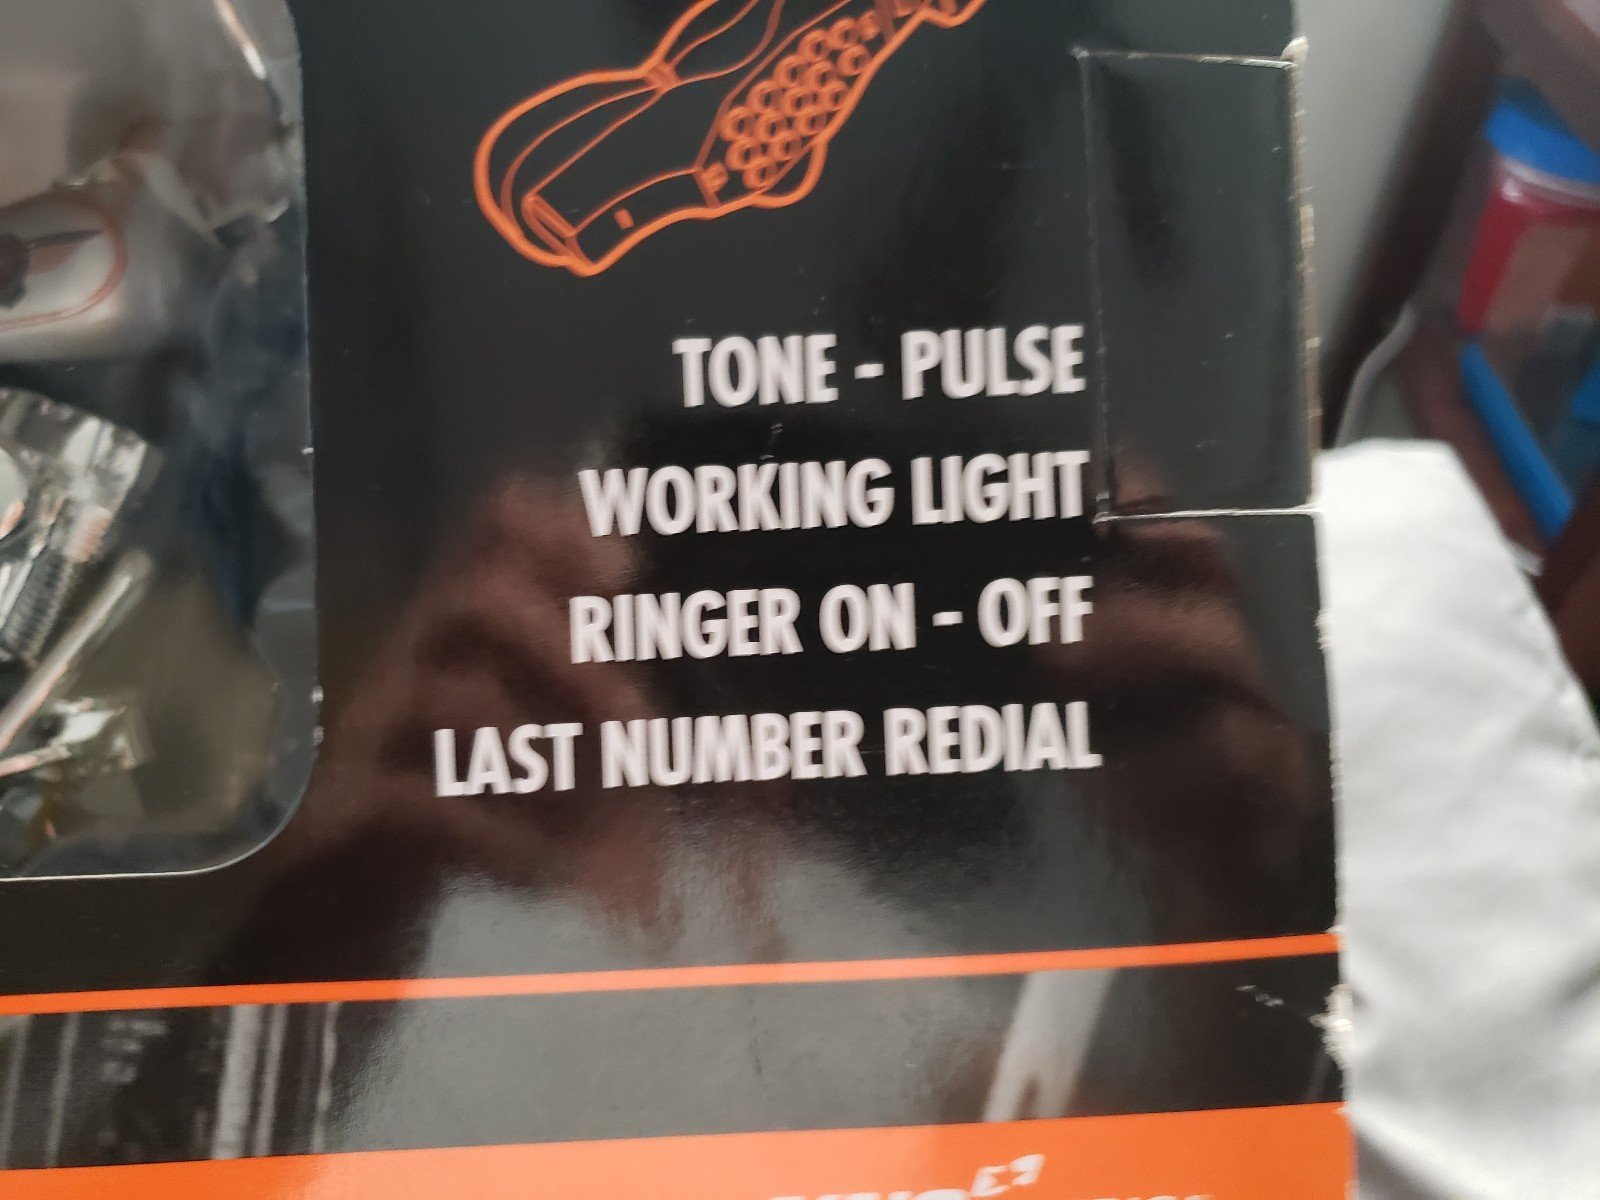 TONE - PULSE
WORKING LIGHT
RINGER ON - OFF
LAST NUMBER REDIAL